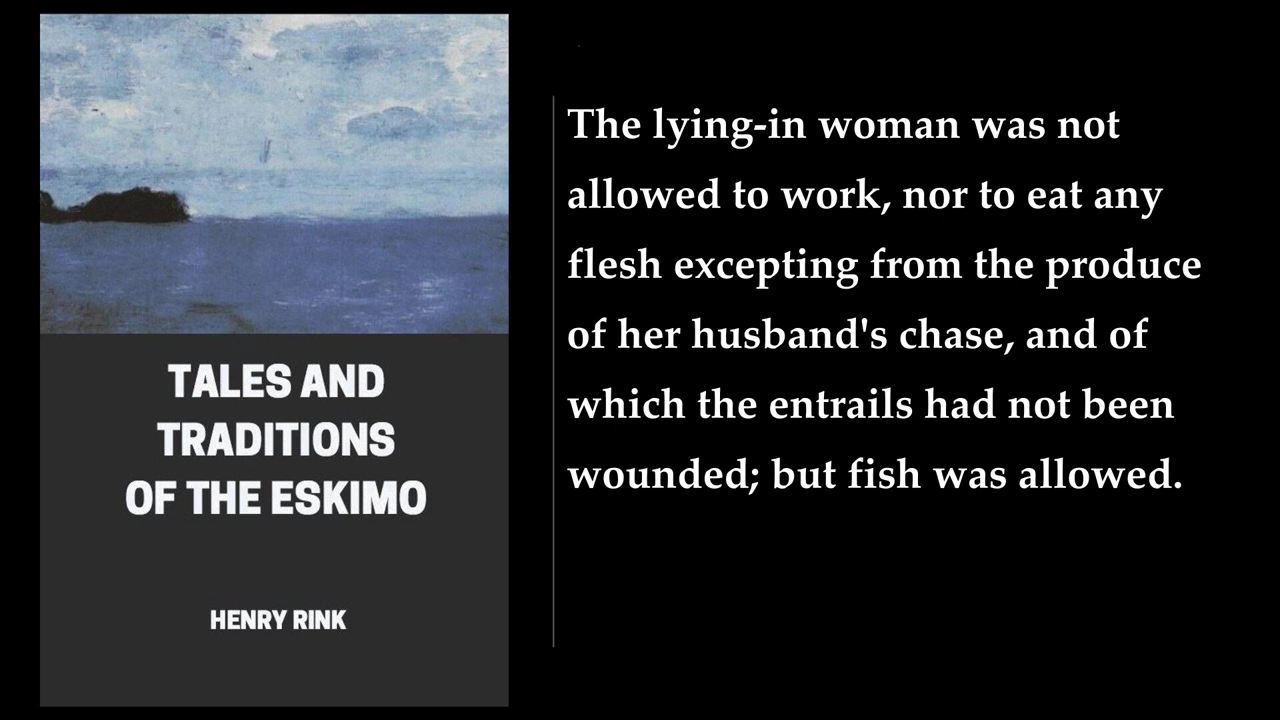 TALES AND
TRADITIONS
OF THE ESKIMO
HENRY RINK
The lying-in woman was not
allowed to work, nor to eat any
flesh excepting from the produce
of her husband's chase, and of
which the entrails had not been
wounded; but fish was allowed.